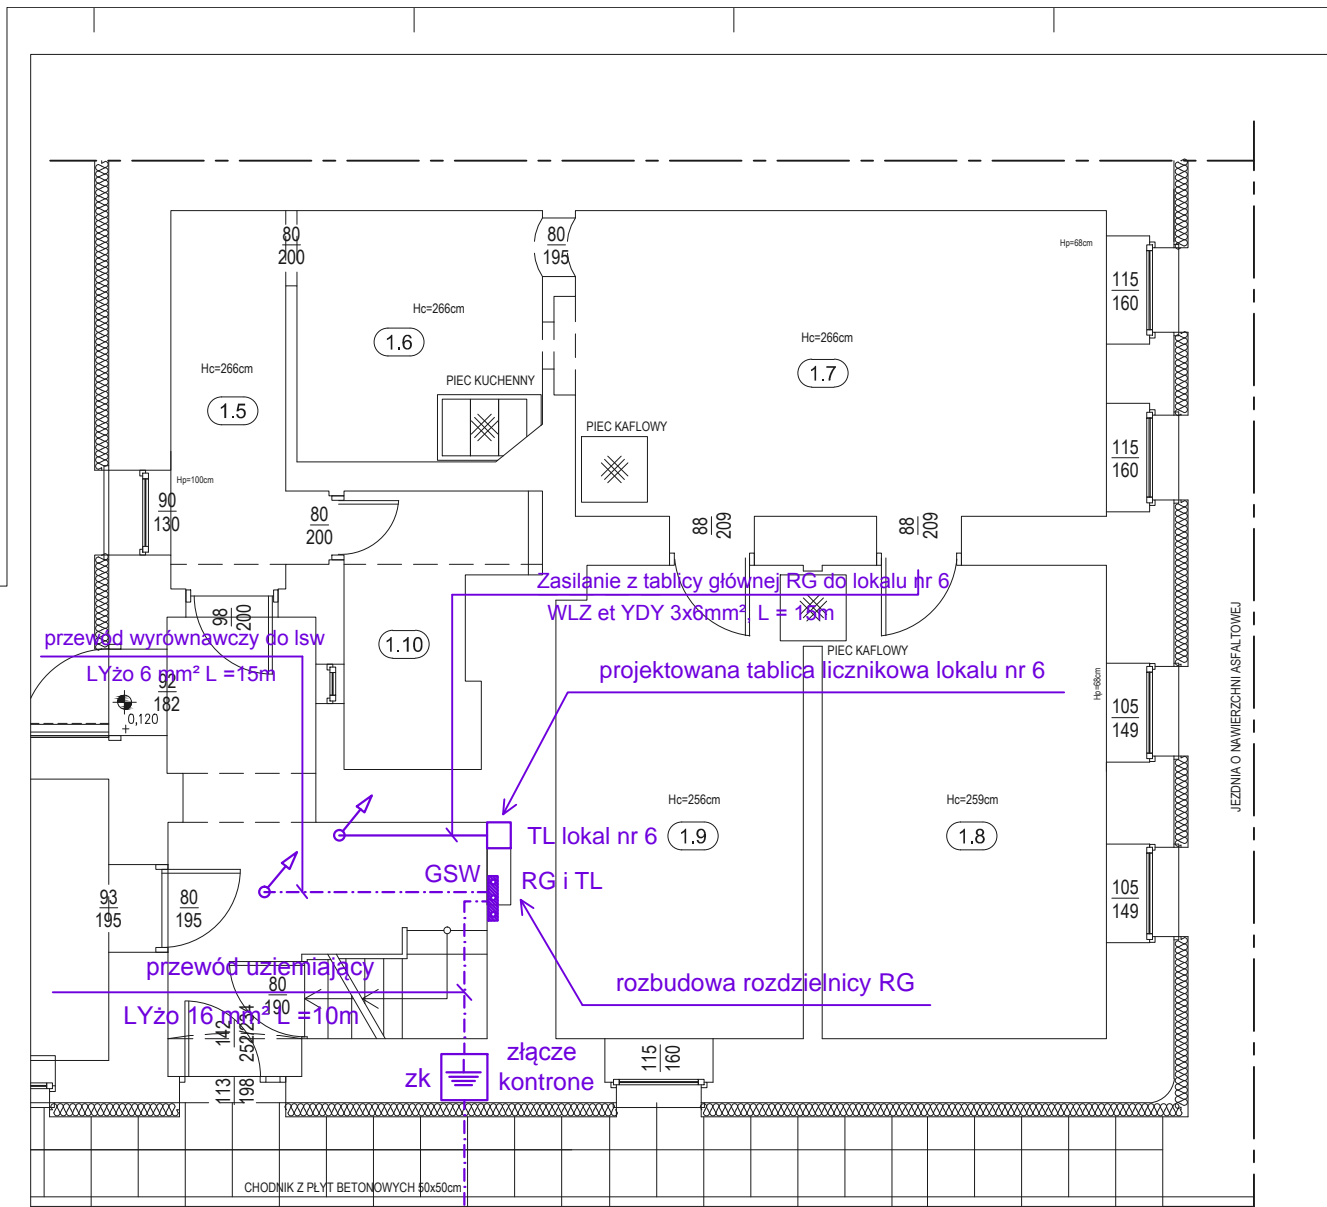 80
200
80
195
Hp=68cm
115
160
Hc=266cm
1.6
Hc=266cm
1.7
Hc=266cm
1.5
PIEC KUCHENNY
PIEC KAFLOWY
115
160
Hp=100cm
90
130
80
200
88
209
88
209
Zasilanie z tablicy głównej RG do lokalu nr 6
WLZ et YDY 3x6mm², L = 15m
98
200
przewód wyrównawczy do lsw
LYżo 6 mm² L =15m
1.10
PIEC KAFLOWY
projektowana tablica licznikowa lokalu nr 6
92
182
0,120
Hp=68cm
105
149
JEZDNIA O NAWIERZCHNI ASFALTOWEJ
Hc=256cm
1.9
Hc=259cm
1.8
TL lokal nr 6
GSW
RG i TL
93
195
80
195
105
149
przewód uziemiający
LYżo 16 mm² L =10m
80
190
rozbudowa rozdzielnicy RG
142
252/234
złącze
kontrone
zk
115
160
113
198
CHODNIK Z PŁYT BETONOWYCH 50x50cm